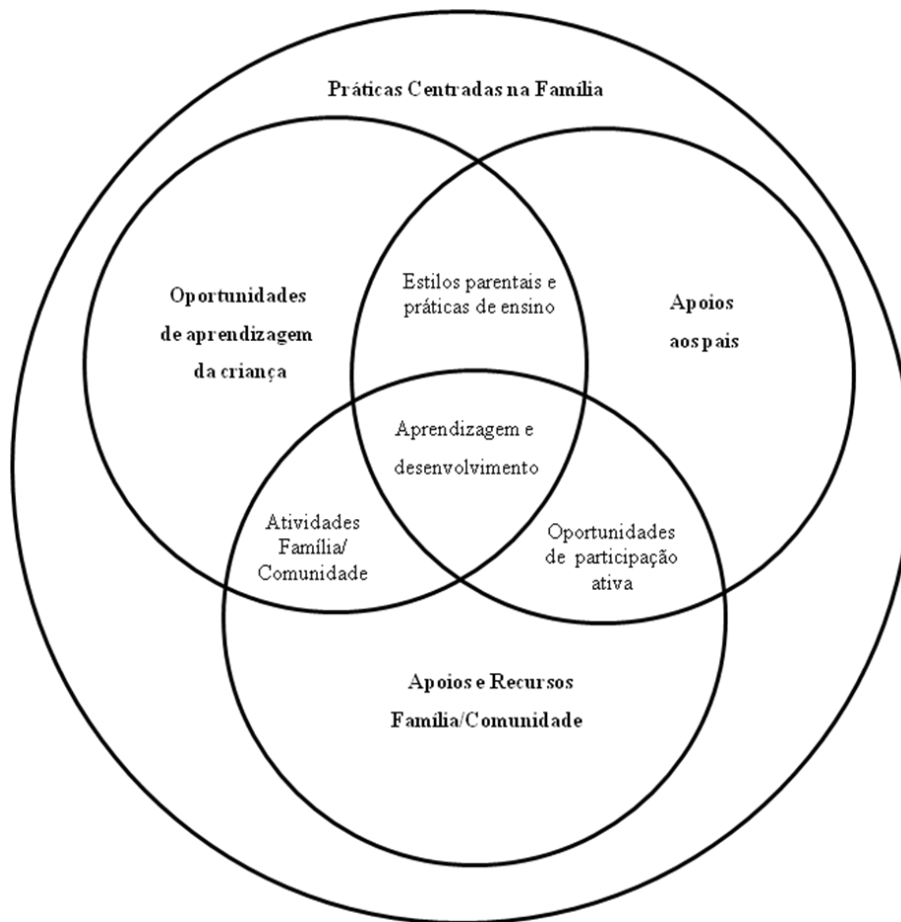 Práticas Centradas na Família
Estilos parentais e
práticas de ensino
Oportunidades
de aprendizagem
da criança
Apoios
aos pais
Aprendizagem e
desenvolvimento
Atividades
Família/
Comunidade
Oportunidades
de participação
ativa
Apoios e Recursos
Família/Comunidade